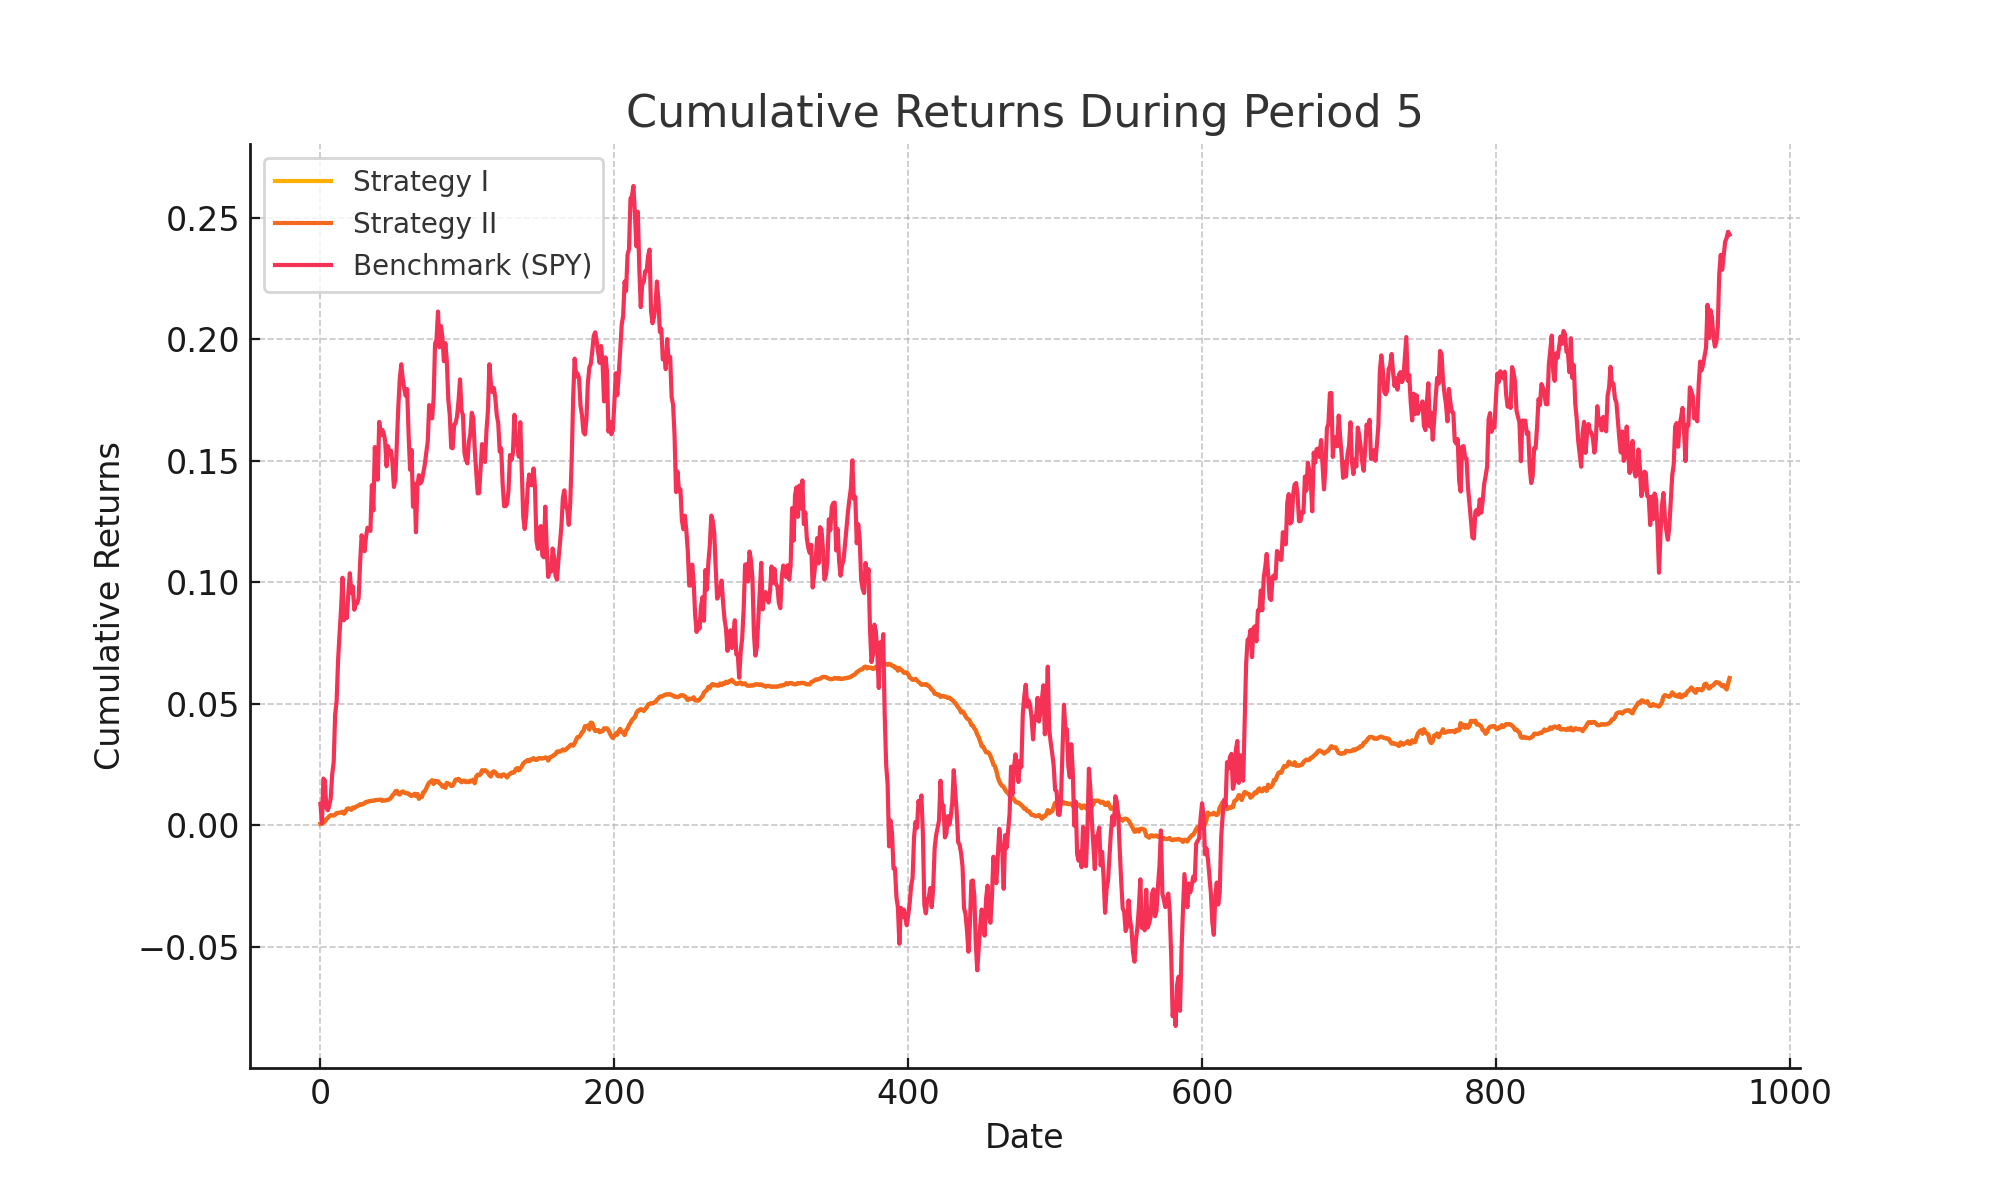 Cumulative Returns During Period 5
Strategy I
Strategy II
Benchmark (SPY)
Cumulative Returns
0.25
0.20
0.15
0.10
0.05
0.00
−0.05
0 200 400 600 800 1000
Date